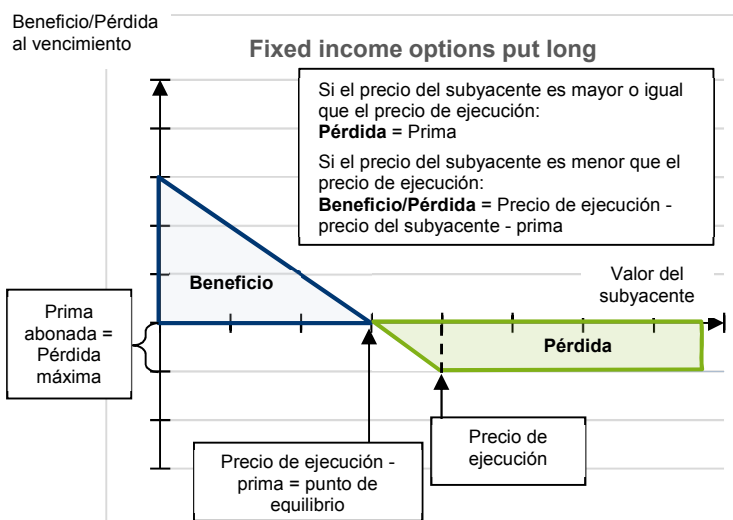 Beneficio/Pérdida
al vencimiento
Fixed income options put long
Si el precio del subyacente es mayor o igual
que el precio de ejecución:
Pérdida = Prima
Si el precio del subyacente es menor que el
precio de ejecución:
Beneficio/Pérdida = Precio de ejecución -
precio del subyacente - prima
Beneficio
Valor del
subyacente
Prima
abonada =
Pérdida
máxima
Pérdida
Precio de ejecución -
prima = punto de
equilibrio
Precio de
ejecución